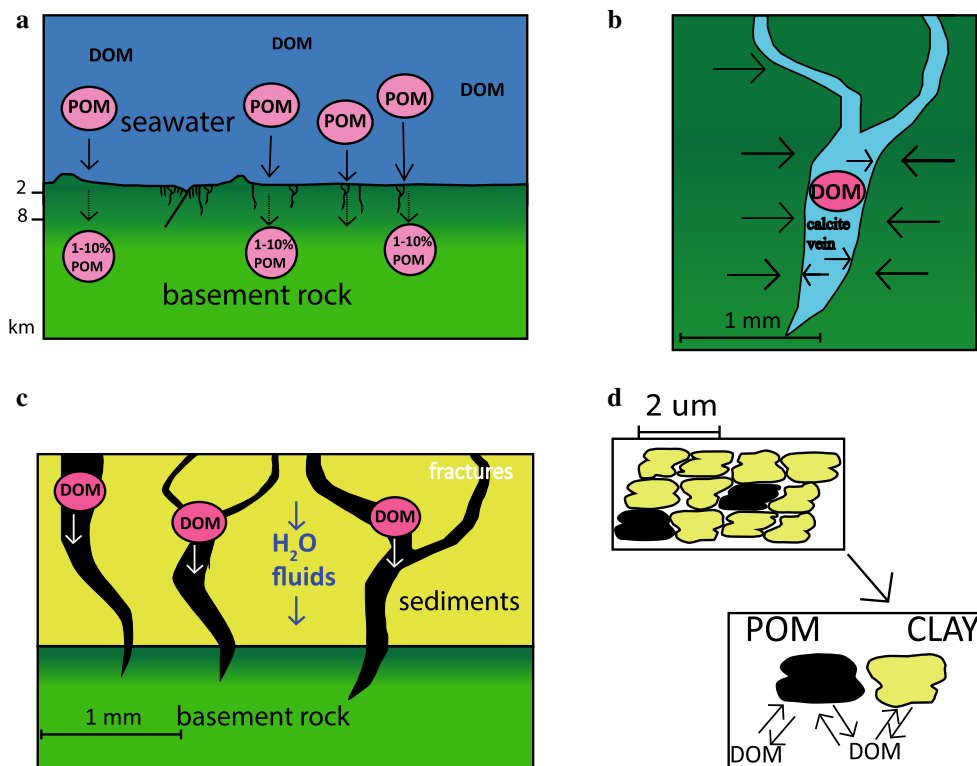 a
DOM
DOM
DOM
POM
POM
POM
POM
seawater
2
8
km
1-10%
POM
1-10%
POM
1-10%
POM
basement rock
b
DOM
calcite
vein
1 mm
c
fractures
DOM
DOM
DOM
H₂O
fluids
sediments
basement rock
1 mm
d
2 um
POM CLAY
DOM DOM